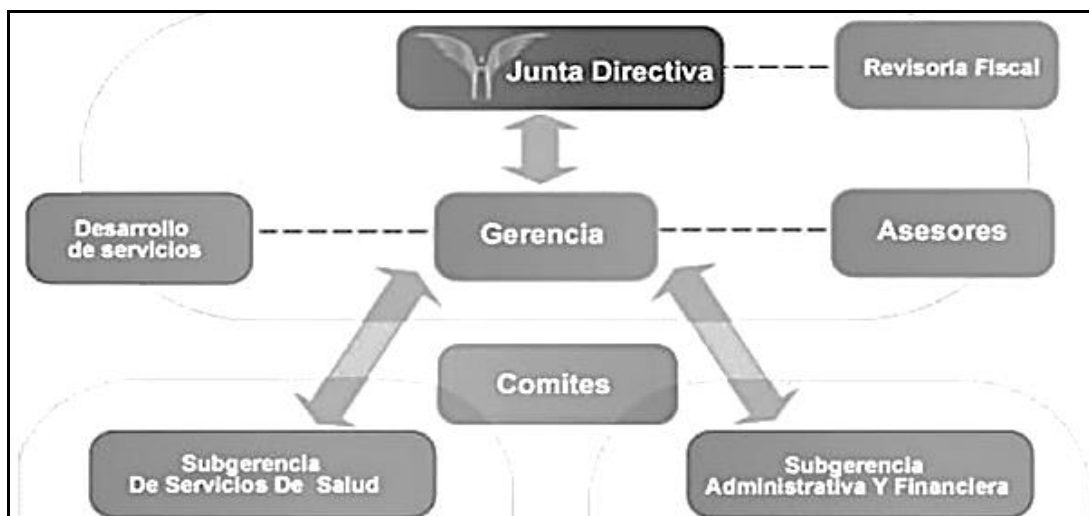 Junta Directiva
Revisoria Fiscal
Desarrollo
de servicios
Gerencia
Asesores
Comites
Subgerencia
De Servicios De Salud
Subgerencia
Administrativa Y Financiera